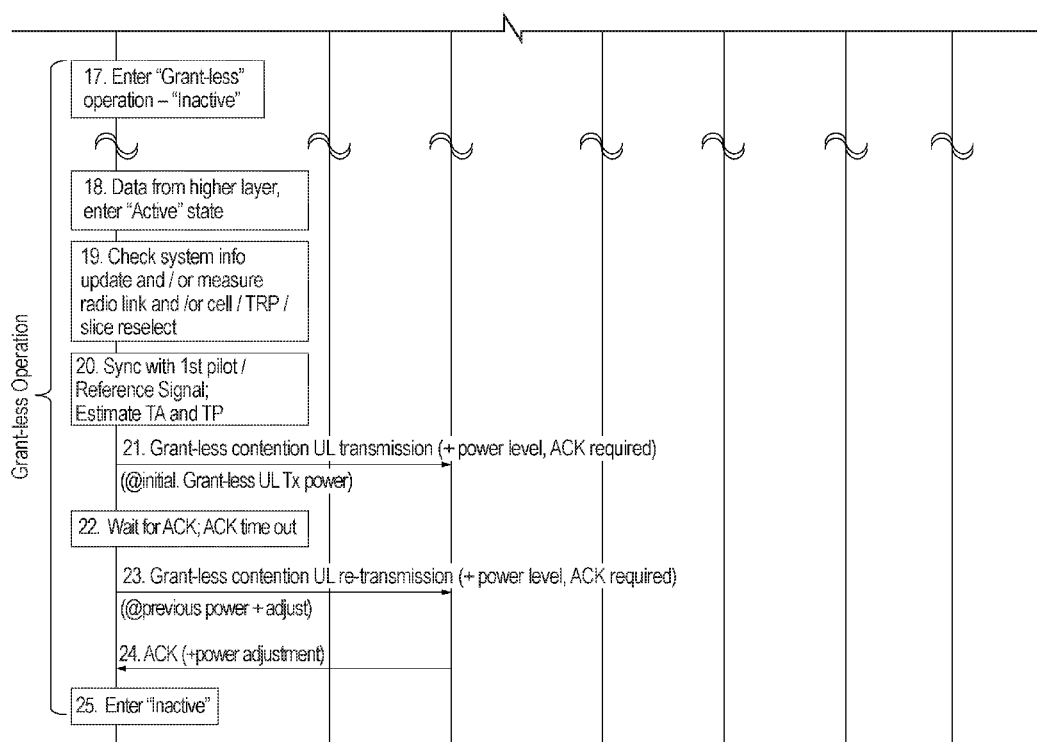 17. Enter “Grant-less”
operation – “Inactive”
18. Data from higher layer,
enter “Active” state
19. Check system info
update and / or measure
radio link and /or cell / TRP /
slice reselect
20. Sync with 1st pilot /
Reference Signal;
Estimate TA and TP
Grant-less Operation
21. Grant-less contention UL transmission (+ power level, ACK required)
(@initial. Grant-less UL Tx power)
22. Wait for ACK; ACK time out
23. Grant-less contention UL re-transmission (+ power level, ACK required)
(@previous power + adjust)
24. ACK (+power adjustment)
25. Enter “Inactive”